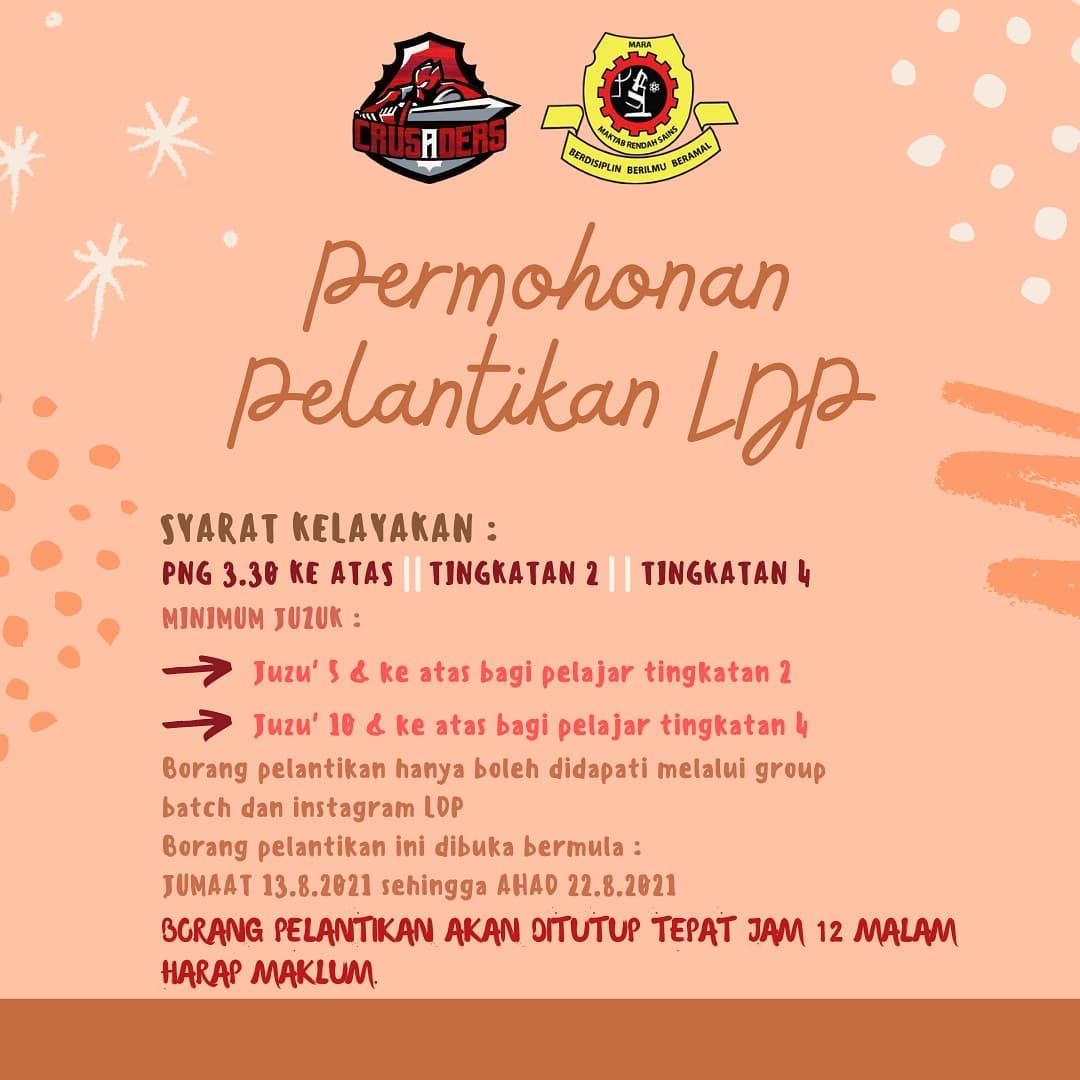 CRUSADERS
MARA
MAKTAB RENDAH SAINS
BERDISIPLIN BERILMU BERAMAL
Permohonan
Pelantikan LDP
SYARAT KELAYAKAN :
PNG 3.30 KE ATAS || TINGKATAN 2 || TINGKATAN 4
MINIMUM JUZUK :
Juzu' 5 & ke atas bagi pelajar tingkatan 2
Juzu' 10 & ke atas bagi pelajar tingkatan 4
Borang pelantikan hanya boleh didapati melalui group
batch dan instagram LDP
Borang pelantikan ini dibuka bermula :
JUMAAT 13.8.2021 sehingga AHAD 22.8.2021
BORANG PELANTIKAN AKAN DITUTUP TEPAT JAM 12 MALAM
HARAP MAKLUM.